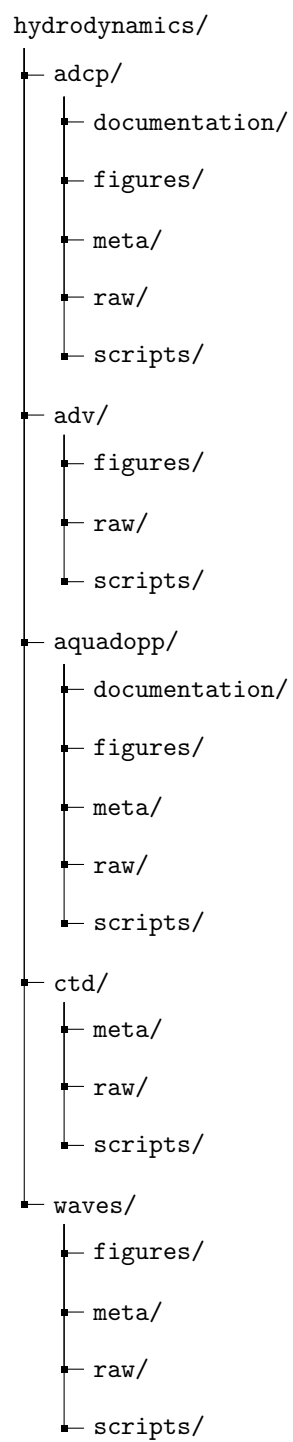 hydrodynamics/
adcp/
documentation/
figures/
meta/
raw/
scripts/
adv/
figures/
raw/
scripts/
aquadopp/
documentation/
figures/
meta/
raw/
scripts/
ctd/
meta/
raw/
scripts/
waves/
figures/
meta/
raw/
scripts/